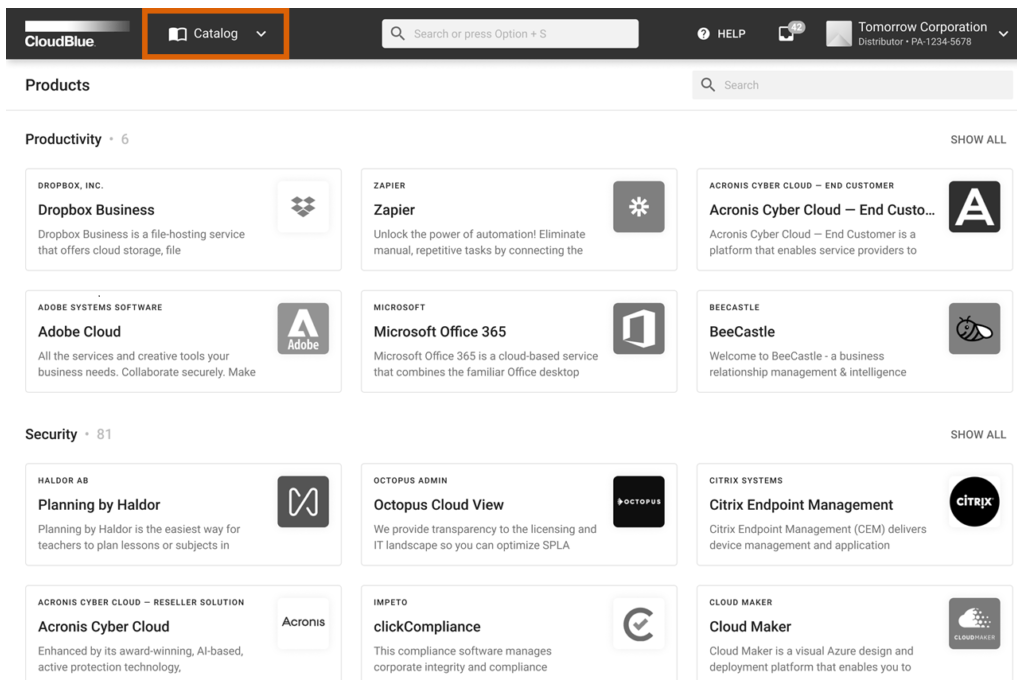 CloudBlue
Catalog
Search or press Option + S
HELP
42
Tomorrow Corporation
Distributor • PA-1234-5678
Products
Search
Productivity • 6
SHOW ALL
DROPBOX, INC.
Dropbox Business
Dropbox Business is a file-hosting service
that offers cloud storage, file
ZAPIER
Zapier
Unlock the power of automation! Eliminate
manual, repetitive tasks by connecting the
ACRONIS CYBER CLOUD — END CUSTOMER
Acronis Cyber Cloud — End Custo...
Acronis Cyber Cloud — End Customer is a
platform that enables service providers to
ADOBE SYSTEMS SOFTWARE
Adobe Cloud
All the services and creative tools your
business needs. Collaborate securely. Make
Adobe
MICROSOFT
Microsoft Office 365
Microsoft Office 365 is a cloud-based service
that combines the familiar Office desktop
BEECASTLE
BeeCastle
Welcome to BeeCastle - a business
relationship management & intelligence
Security • 81
SHOW ALL
HALDOR AB
Planning by Haldor
Planning by Haldor is the easiest way for
teachers to plan lessons or subjects in
OCTOPUS ADMIN
Octopus Cloud View
We provide transparency to the licensing and
IT landscape so you can optimize SPLA
OCTOPUS
CITRIX SYSTEMS
Citrix Endpoint Management
Citrix Endpoint Management (CEM) delivers
device management and application
CITRIX
ACRONIS CYBER CLOUD — RESELLER SOLUTION
Acronis Cyber Cloud
Enhanced by its award-winning, AI-based,
active protection technology,
Acronis
IMPETO
clickCompliance
This compliance software manages
corporate integrity and compliance
CLOUD MAKER
Cloud Maker
Cloud Maker is a visual Azure design and
deployment platform that enables you to
CLOUDMAKER